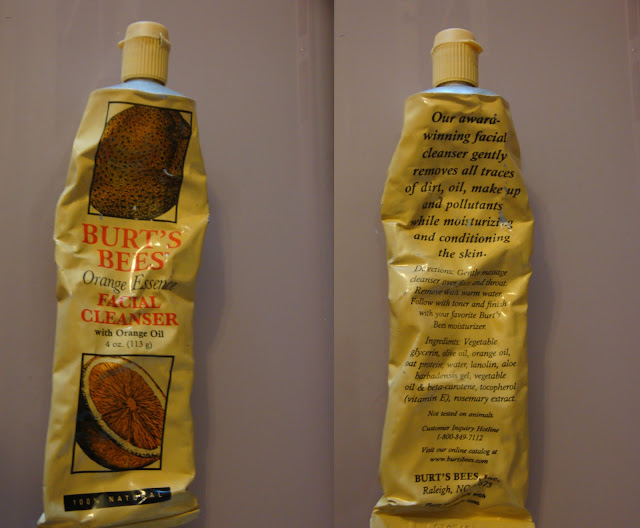 BURT'S
BEES®
Orange Essence
FACIAL
CLEANSER
with Orange Oil
4 oz. (113 g)
100% NATURAL
Our award-
winning facial
cleanser gently
removes all traces
of dirt, oil, make up
and pollutants
while moisturizing
and conditioning
the skin.
Directions: Gently massage
cleanser over face and throat.
Remove with warm water.
Follow with toner and finish
with your favorite Burt's
Bees moisturizer.
Ingredients: Vegetable
glycerin, olive oil, orange oil,
oat protein, water, lanolin, aloe
barbadensis gel, vegetable
oil & beta-carotene, tocopherol
(vitamin E), rosemary extract.
Not tested on animals
Customer Inquiry Hotline
1-800-849-7112
Visit our online catalog at
www.burtsbees.com
BURT'S BEES
Raleigh, NC
with